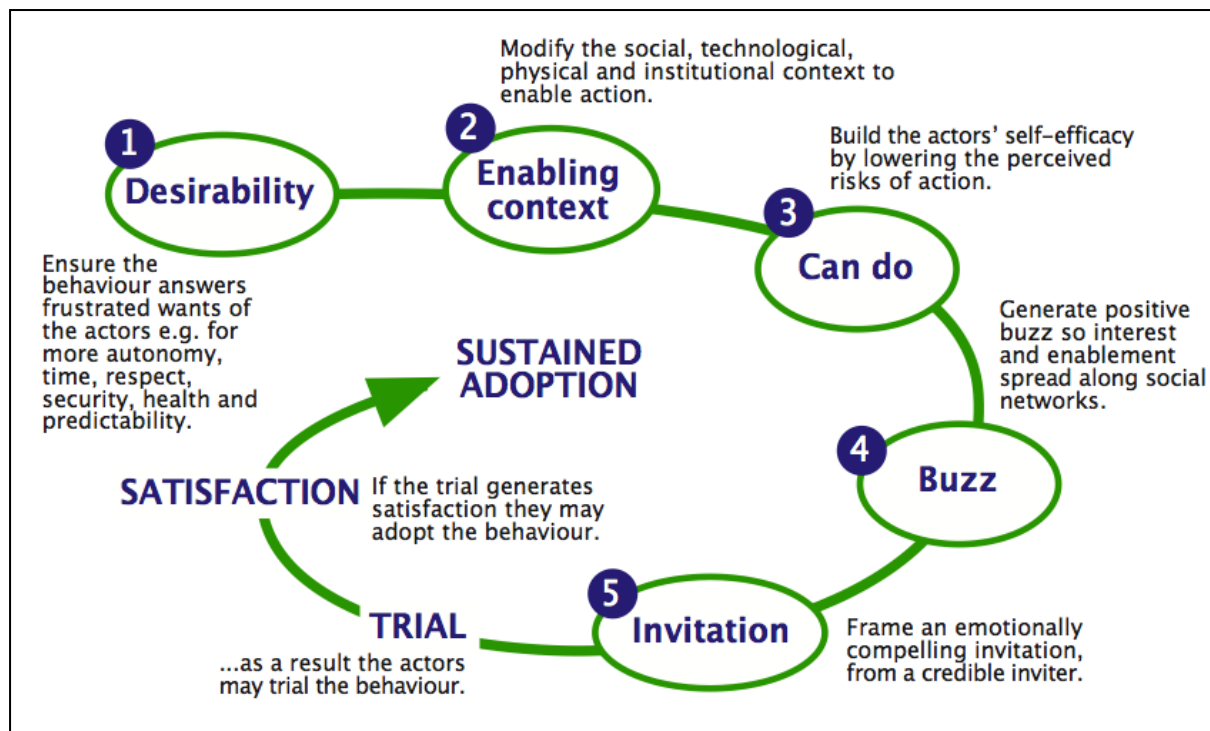 1
Desirability
Ensure the
behaviour answers
frustrated wants of
the actors e.g. for
more autonomy,
time, respect,
security, health and
predictability.
Modify the social, technological,
physical and institutional context to
enable action.
2
Enabling
context
Build the actors’ self-efficacy
by lowering the perceived
risks of action.
3
Can do
Generate positive
buzz so interest
and enablement
spread along social
networks.
4
Buzz
5
Invitation
Frame an emotionally
compelling invitation,
from a credible inviter.
TRIAL
...as a result the actors
may trial the behaviour.
SATISFACTION
If the trial generates
satisfaction they may
adopt the behaviour.
SUSTAINED
ADOPTION